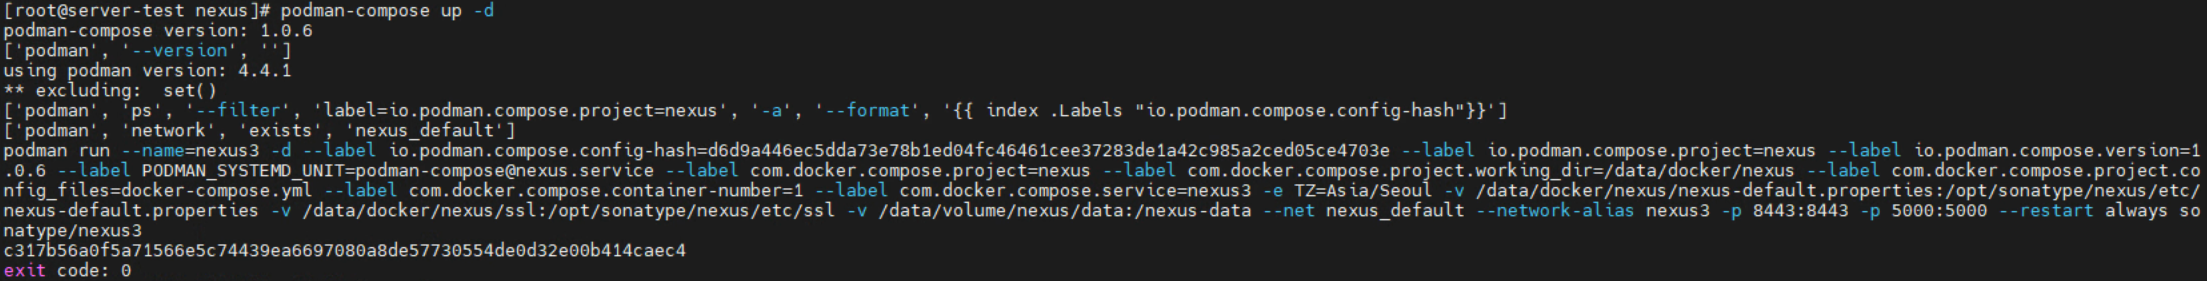 [root@server-test nexus]# podman-compose up -d
podman-compose version: 1.0.6
['podman', '--version', '']
using podman version: 4.4.1
** excluding:  set()
['podman', 'ps', '--filter', 'label=io.podman.compose.project=nexus', '-a', '--format', '{{ index .Labels "io.podman.compose.config-hash"}}']
['podman', 'network', 'exists', 'nexus_default']
podman run --name=nexus3 -d --label io.podman.compose.config-hash=d6d9a446ec5dda73e78b1ed04fc46461cee37283de1a42c985a2ced05ce4703e --label io.podman.compose.project=nexus --label io.podman.compose.version=1
.0.6 --label PODMAN_SYSTEMD_UNIT=podman-compose@nexus.service --label com.docker.compose.project=nexus --label com.docker.compose.project.working_dir=/data/docker/nexus --label com.docker.compose.project.co
nfig_files=docker-compose.yml --label com.docker.compose.container-number=1 --label com.docker.compose.service=nexus3 -e TZ=Asia/Seoul -v /data/docker/nexus/nexus-default.properties:/opt/sonatype/nexus/etc/
nexus-default.properties -v /data/docker/nexus/ssl:/opt/sonatype/nexus/etc/ssl -v /data/volume/nexus/data:/nexus-data --net nexus_default --network-alias nexus3 -p 8443:8443 -p 5000:5000 --restart always so
natype/nexus3
c317b56a0f5a71566e5c74439ea6697080a8de57730554de0d32e00b414caec4
exit code: 0